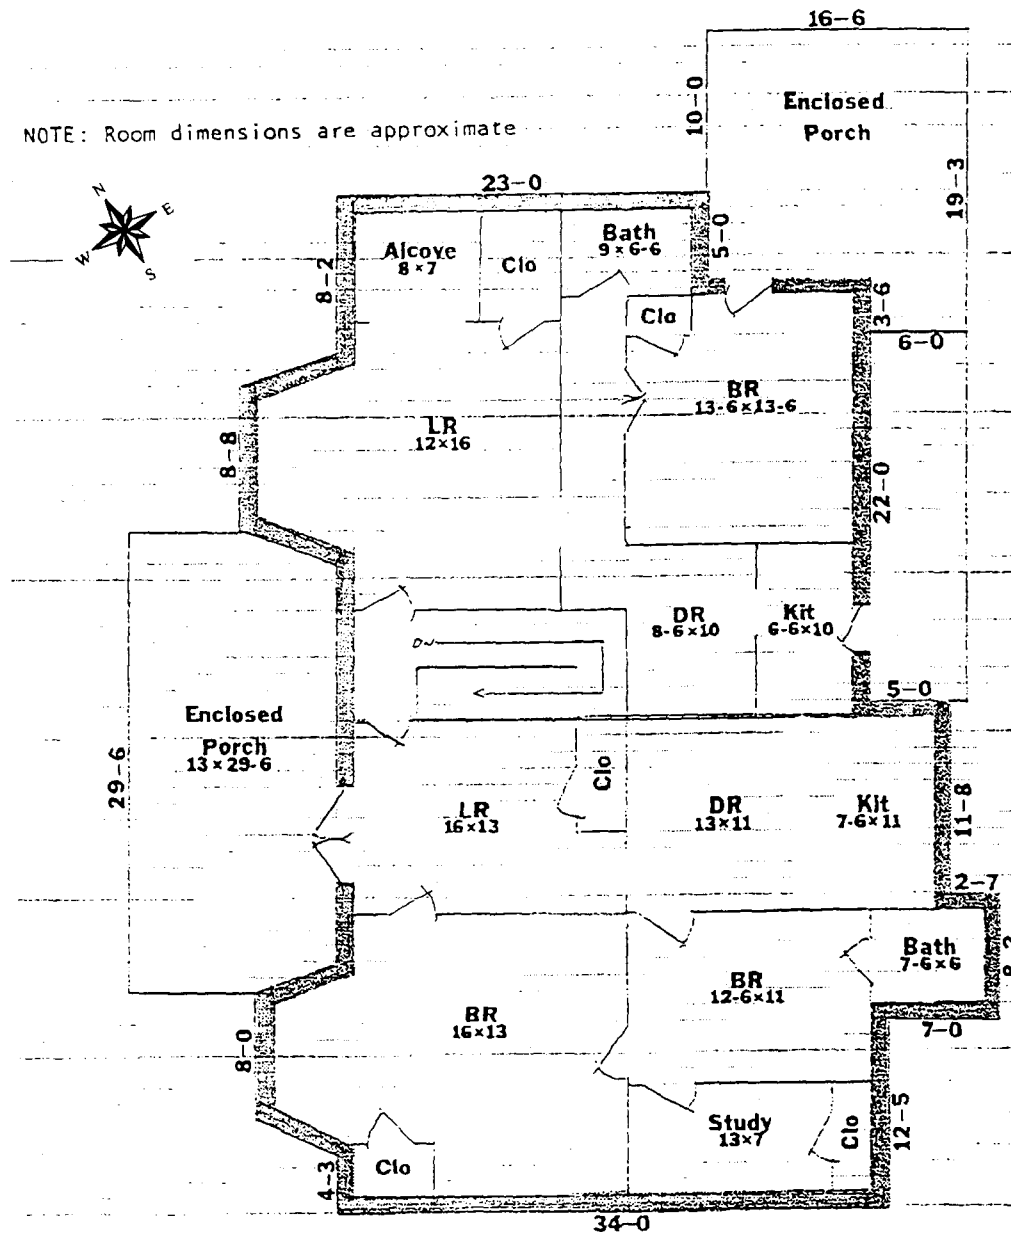 16-6
Enclosed
Porch
10-0
NOTE: Room dimensions are approximate
N
E
W
S
23-0
19-3
Alcove
8×7
Clo
Bath
9×6-6
5-0
8-2
Clo
3-6
6-0
BR
13-6×13-6
LR
12×16
8-8
22-0
DR
8-6×10
Kit
6-6×10
DN
5-0
Enclosed
Porch
13×29-6
29-6
Clo
LR
16×13
DR
13×11
Kit
7-6×11
11-8
2-7
Bath
7-6×6
BR
12-6×11
BR
16×13
7-0
8-0
Study
13×7
Clo
12-5
Clo
4-3
34-0